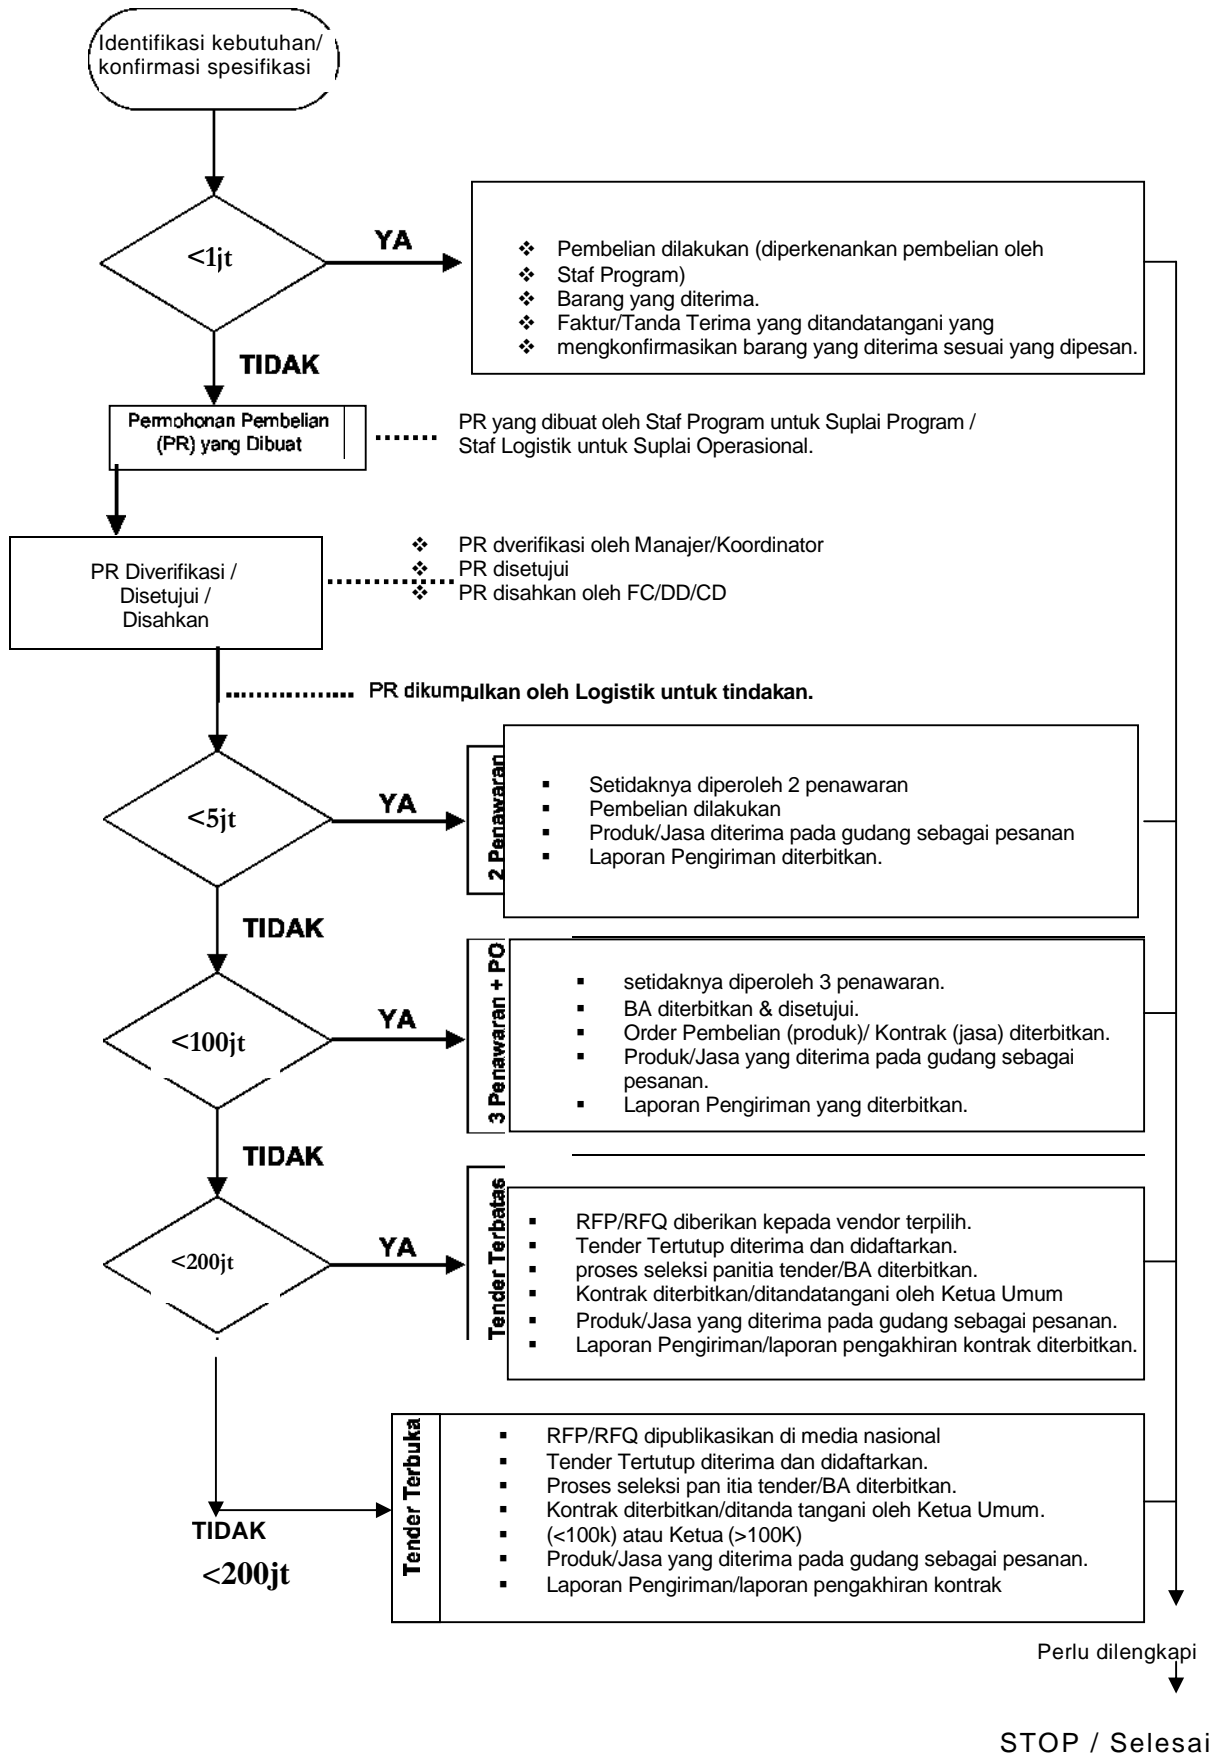 Identifikasi kebutuhan/
konfirmasi spesifikasi
<1jt
YA
❖ Pembelian dilakukan (diperkenankan pembelian oleh
❖ Staf Program)
❖ Barang yang diterima.
❖ Faktur/Tanda Terima yang ditandatangani yang
❖ mengkonfirmasikan barang yang diterima sesuai yang dipesan.
TIDAK
Permohonan Pembelian
(PR) yang Dibuat
PR yang dibuat oleh Staf Program untuk Suplai Program /
Staf Logistik untuk Suplai Operasional.
PR Diverifikasi /
Disetujui /
Disahkan
❖ PR dverifikasi oleh Manajer/Koordinator
❖ PR disetujui
❖ PR disahkan oleh FC/DD/CD
PR dikumpulkan oleh Logistik untuk tindakan.
<5jt
YA
2 Penawaran
▪ Setidaknya diperoleh 2 penawaran
▪ Pembelian dilakukan
▪ Produk/Jasa diterima pada gudang sebagai pesanan
▪ Laporan Pengiriman diterbitkan.
TIDAK
<100jt
YA
3 Penawaran + PO
▪ setidaknya diperoleh 3 penawaran.
▪ BA diterbitkan & disetujui.
▪ Order Pembelian (produk)/ Kontrak (jasa) diterbitkan.
▪ Produk/Jasa yang diterima pada gudang sebagai
pesanan.
▪ Laporan Pengiriman yang diterbitkan.
TIDAK
<200jt
YA
Tender Terbatas
▪ RFP/RFQ diberikan kepada vendor terpilih.
▪ Tender Tertutup diterima dan didaftarkan.
▪ proses seleksi panitia tender/BA diterbitkan.
▪ Kontrak diterbitkan/ditandatangani oleh Ketua Umum
▪ Produk/Jasa yang diterima pada gudang sebagai pesanan.
▪ Laporan Pengiriman/laporan pengakhiran kontrak diterbitkan.
TIDAK
<200jt
Tender Terbuka
▪ RFP/RFQ dipublikasikan di media nasional
▪ Tender Tertutup diterima dan didaftarkan.
▪ Proses seleksi pan itia tender/BA diterbitkan.
▪ Kontrak diterbitkan/ditanda tangani oleh Ketua Umum.
▪ (<100k) atau Ketua (>100K)
▪ Produk/Jasa yang diterima pada gudang sebagai pesanan.
▪ Laporan Pengiriman/laporan pengakhiran kontrak
Perlu dilengkapi
STOP / Selesai